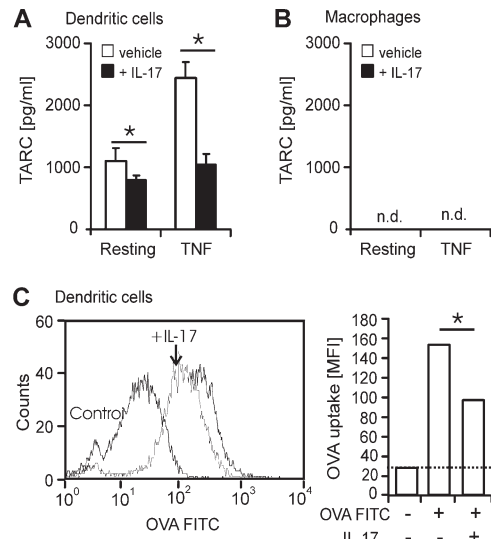 A Dendritic cells
TARC [pg/ml]
3000
2000
1000
0
vehicle
+ IL-17
*
*
Resting TNF
B Macrophages
TARC [pg/ml]
3000
2000
1000
0
vehicle
+ IL-17
n.d. n.d.
Resting TNF
C Dendritic cells
Counts
60
40
20
0
+IL-17
Control
10^0 10^1 10^2 10^3 10^4
OVA FITC
OVA uptake [MFI]
180
160
140
120
100
80
60
40
20
0
*
OVA FITC - + +
IL-17 - - +